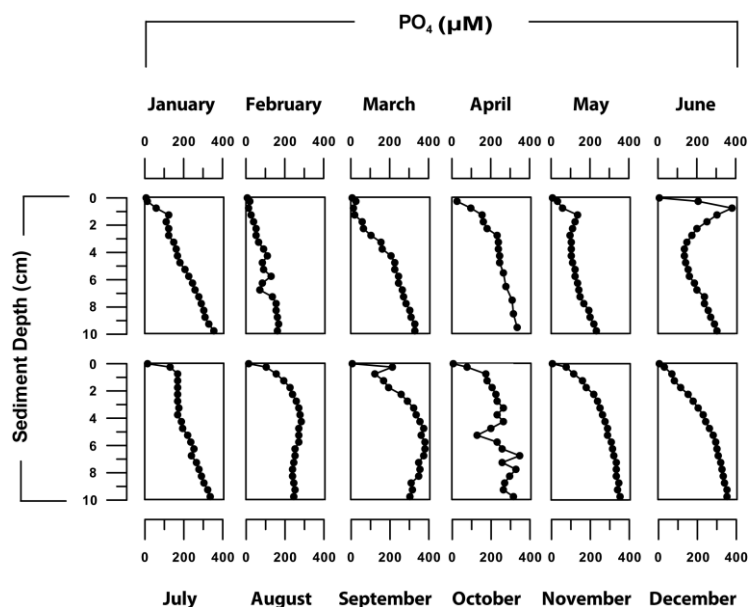 PO4 (µM)
January February March April May June
0 200 400 0 200 400 0 200 400 0 200 400 0 200 400 0 200 400
Sediment Depth (cm)
0
2
4
6
8
10
0
2
4
6
8
10
0 200 400 0 200 400 0 200 400 0 200 400 0 200 400 0 200 400
July August September October November December